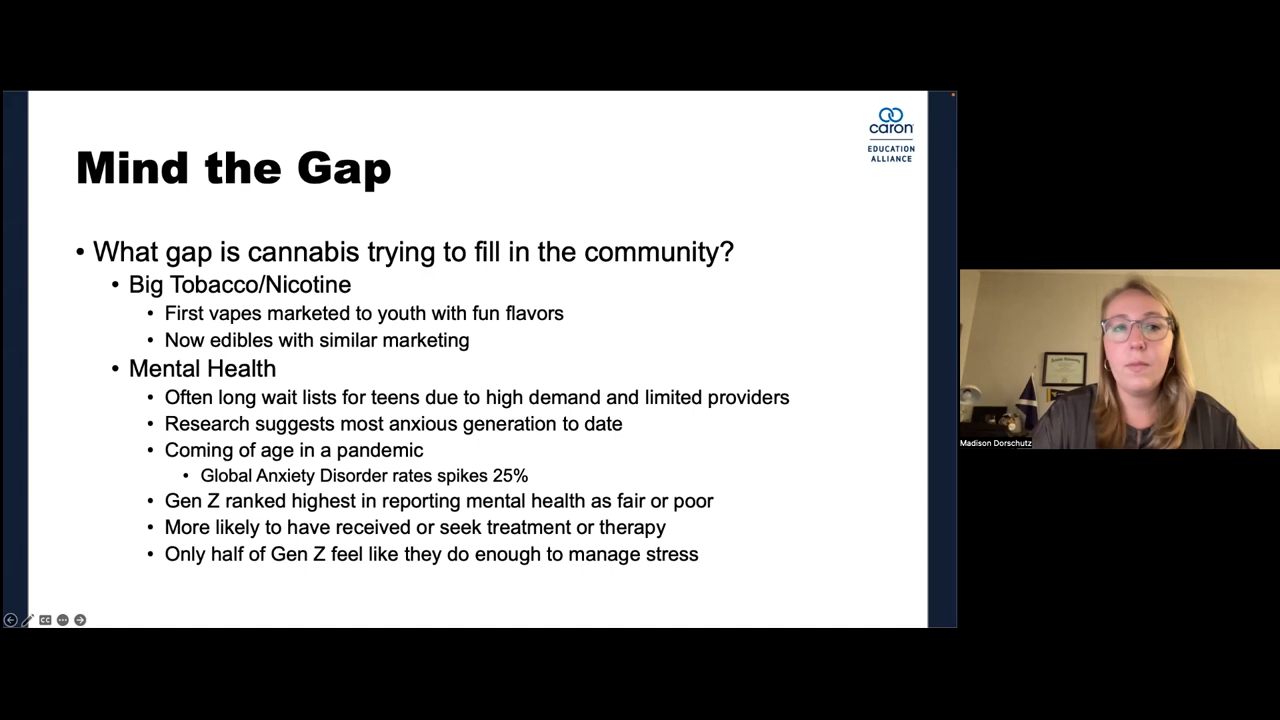 caron
EDUCATION
ALLIANCE
Mind the Gap
• What gap is cannabis trying to fill in the community?
• Big Tobacco/Nicotine
• First vapes marketed to youth with fun flavors
• Now edibles with similar marketing
• Mental Health
• Often long wait lists for teens due to high demand and limited providers
• Research suggests most anxious generation to date
• Coming of age in a pandemic
• Global Anxiety Disorder rates spikes 25%
• Gen Z ranked highest in reporting mental health as fair or poor
• More likely to have received or seek treatment or therapy
• Only half of Gen Z feel like they do enough to manage stress
CC
Madison Dorschutz